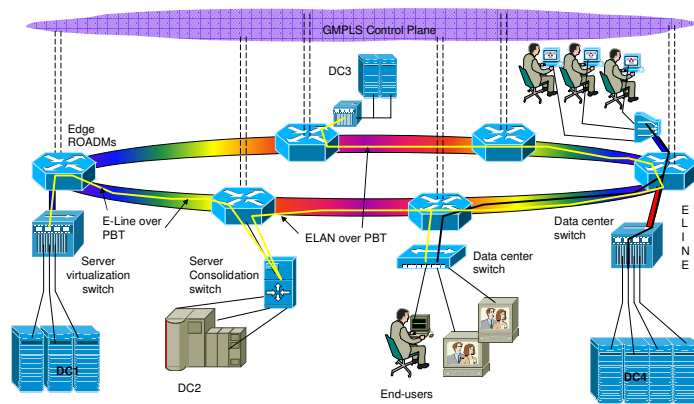 GMPLS Control Plane
DC3
Edge
ROADMs
E-Line over
PBT
ELAN over PBT
Data center
switch
E
L
I
N
E
Server
virtualization
switch
Server
Consolidation
switch
Data center
switch
DC1
DC2
End-users
DC4